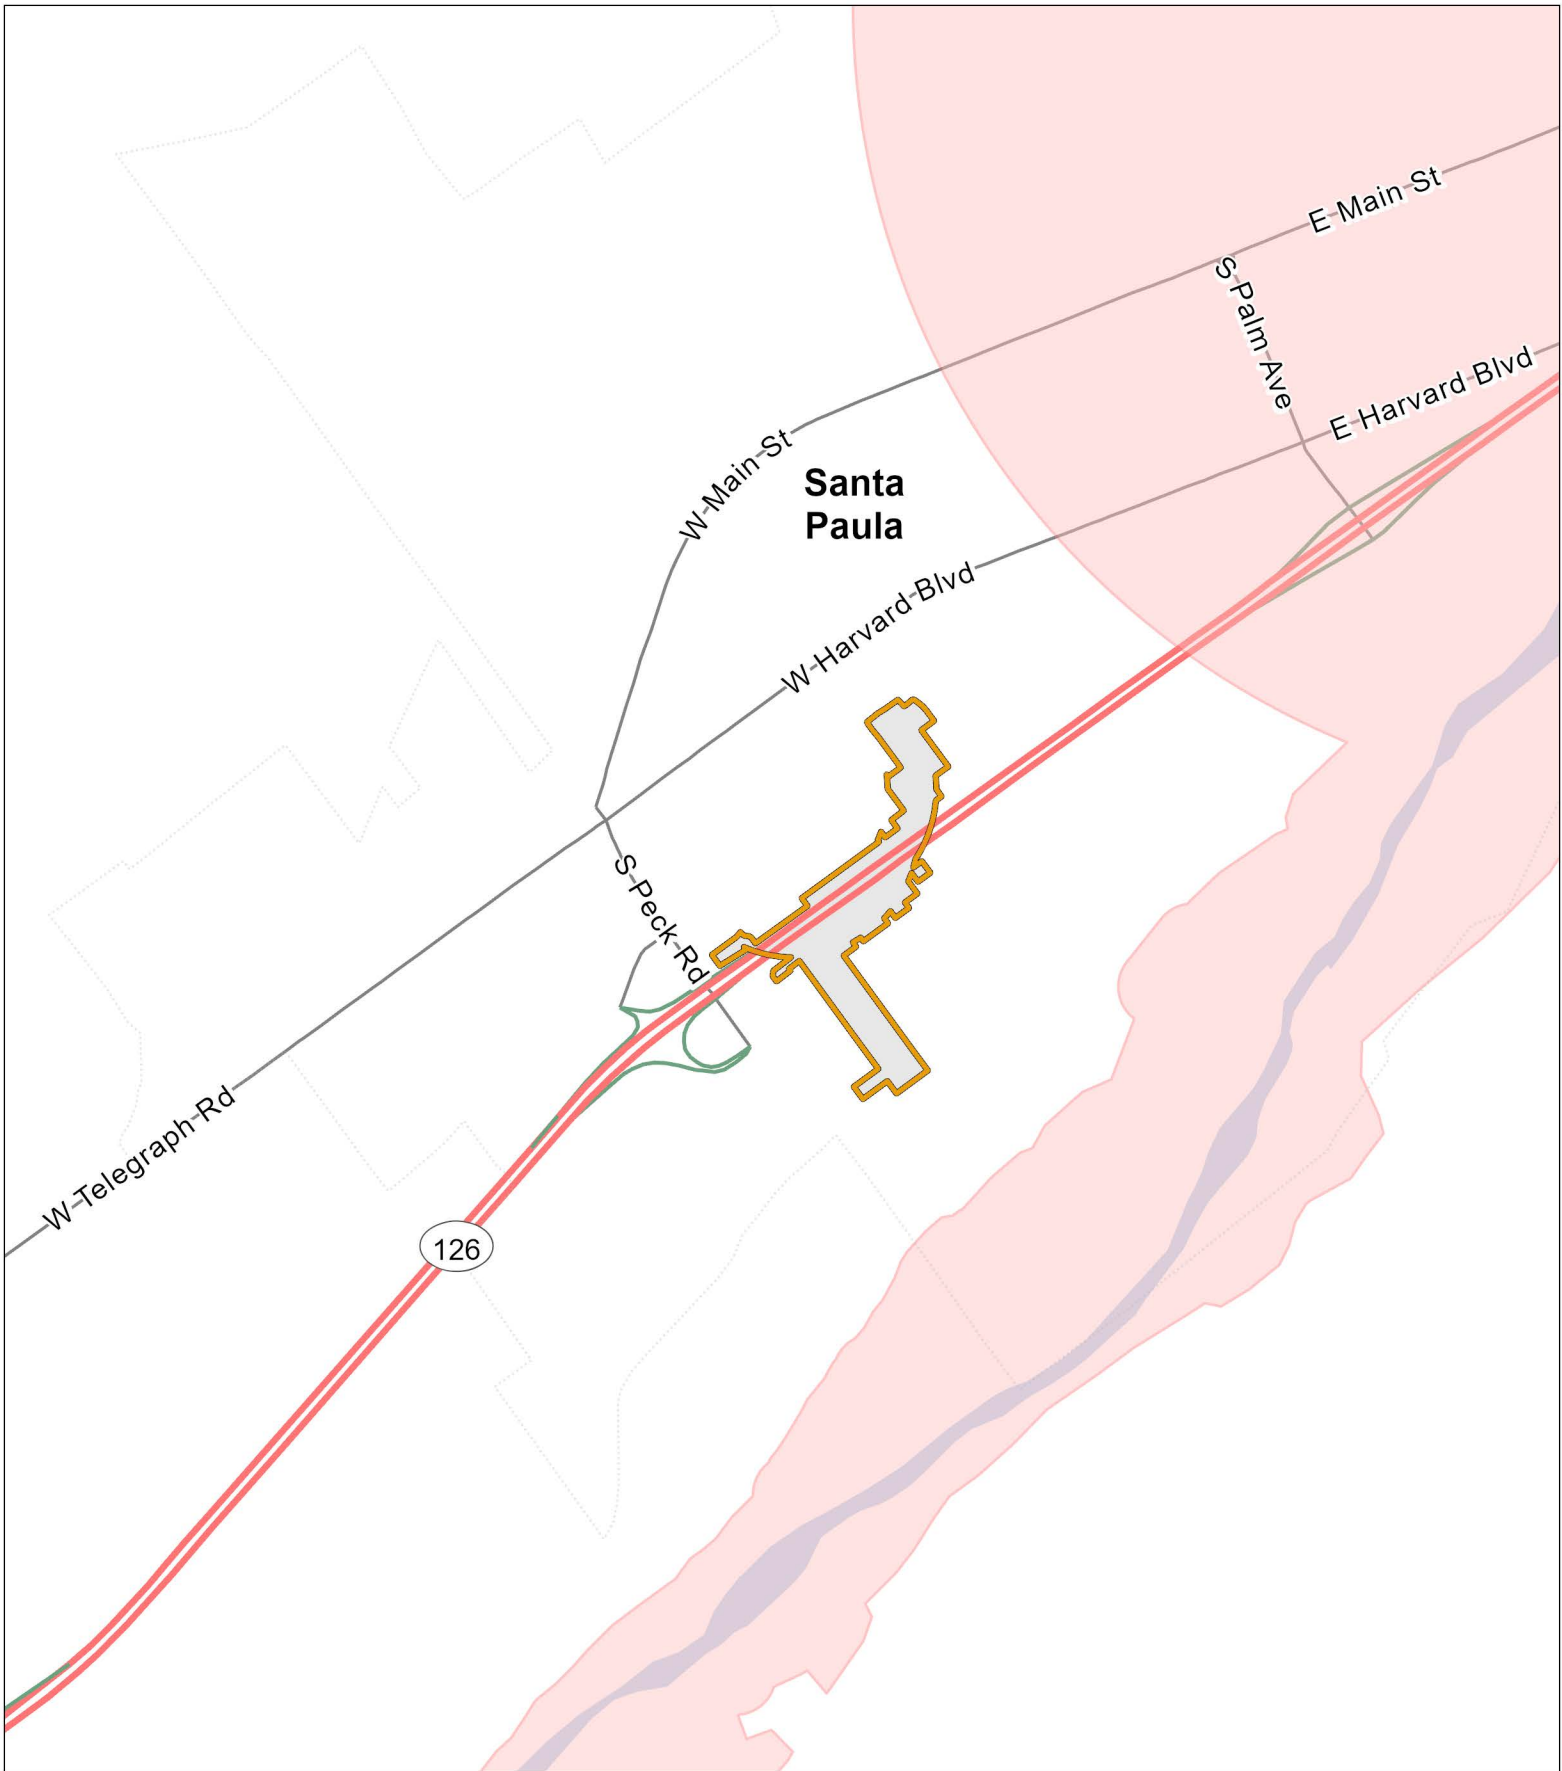 E Main St
S Palm Ave
E Harvard Blvd
W Main St
Santa
Paula
W Harvard Blvd
S Peck Rd
W Telegraph Rd
126